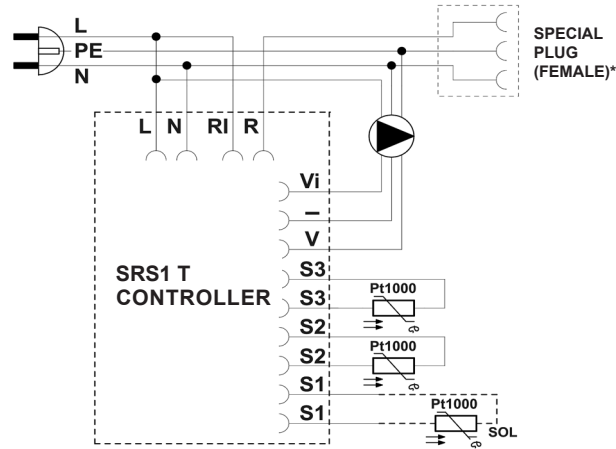 L
PE
N
SPECIAL
PLUG
(FEMALE)*
L N RI R
Vi
–
V
SRS1 T
CONTROLLER
S3
Pt1000
S3
S2
Pt1000
S2
S1
Pt1000
S1
SOL